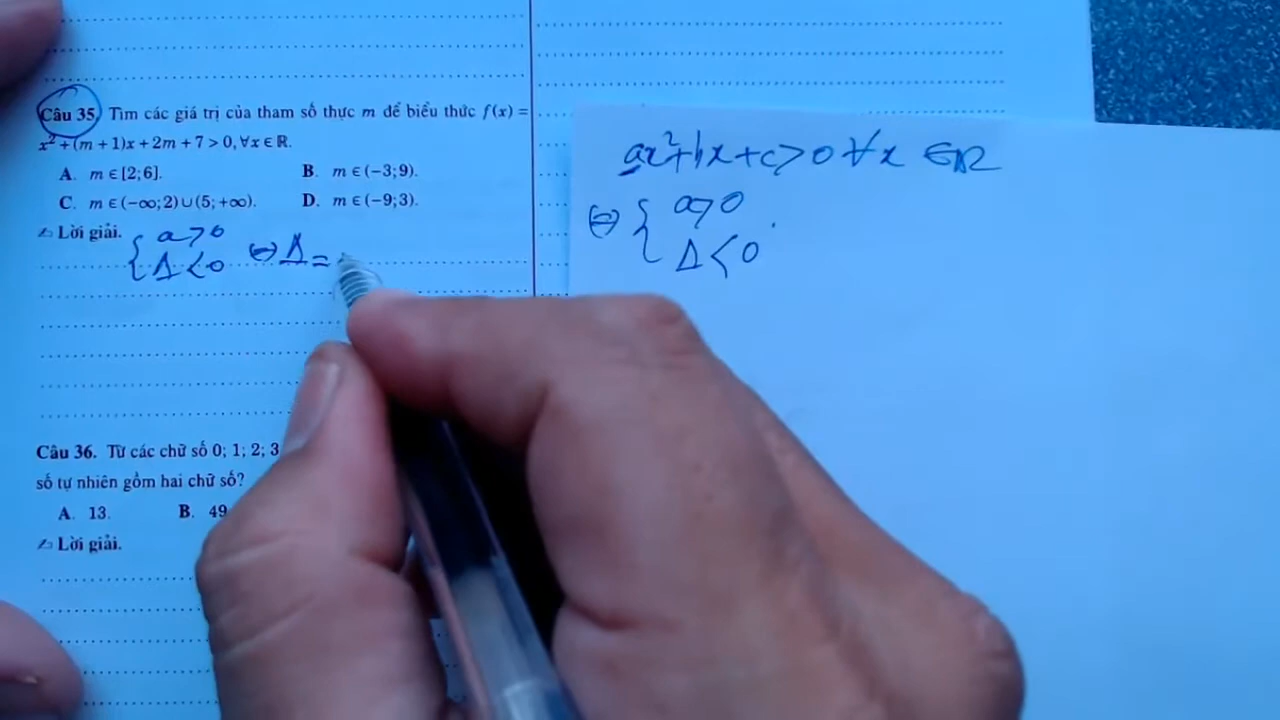 Câu 35. Tìm các giá trị của tham số thực m để biểu thức f(x) =
x² + (m + 1)x + 2m + 7 > 0, ∀x ∈ ℝ.
A. m ∈ [2;6]. B. m ∈ (−3;9).
C. m ∈ (−∞;2) ∪ (5;+∞). D. m ∈ (−9;3).
✍ Lời giải.
{ a > 0
{ Δ < 0 ⇔ Δ =
Câu 36. Từ các chữ số 0; 1; 2; 3
số tự nhiên gồm hai chữ số?
A. 13. B. 49
✍ Lời giải.
ax² + bx + c > 0 ∀x ∈ ℝ
⇔ { a > 0
{ Δ < 0